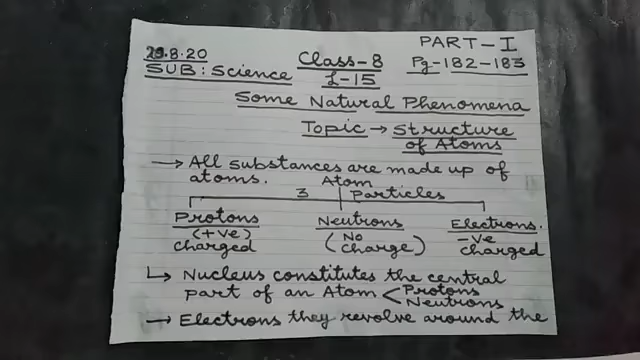 PART-I
29.8.20 Class-8 Pg-182-183
SUB: Science L-15
Some Natural Phenomena
Topic → Structure of Atoms
→ All substances are made up of
atoms. Atom
3 Particles
Protons Neutrons Electrons.
(+ve) (No -ve
charged charge) charged
↳ Nucleus constitutes the central
part of an Atom < Protons
Neutrons
→ Electrons they revolve around the